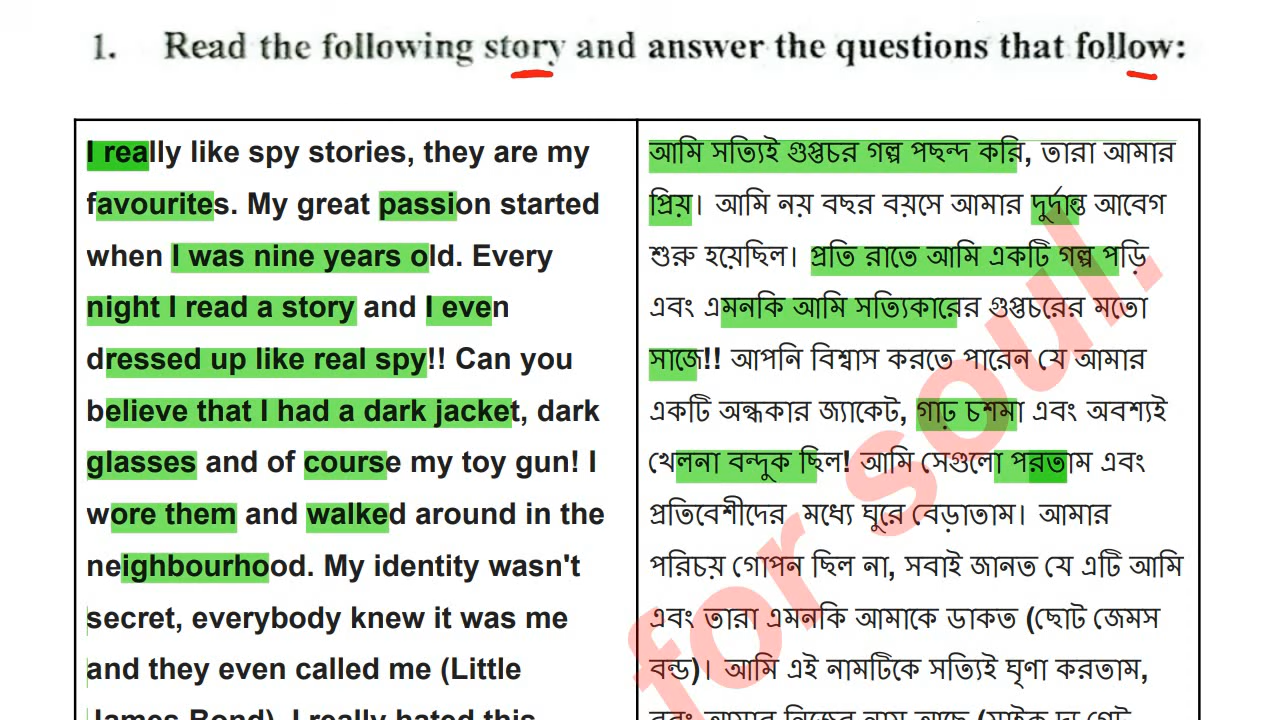 1. Read the following story and answer the questions that follow:
I really like spy stories, they are my
favourites. My great passion started
when I was nine years old. Every
night I read a story and I even
dressed up like real spy!! Can you
believe that I had a dark jacket, dark
glasses and of course my toy gun! I
wore them and walked around in the
neighbourhood. My identity wasn't
secret, everybody knew it was me
and they even called me (Little
James Bond). I really hated this
আমি সত্যিই গুপ্তচর গল্প পছন্দ করি, তারা আমার
প্রিয়। আমি নয় বছর বয়সে আমার দুর্দান্ত আবেগ
শুরু হয়েছিল। প্রতি রাতে আমি একটি গল্প পড়ি
এবং এমনকি আমি সত্যিকারের গুপ্তচরের মতো
সাজে!! আপনি বিশ্বাস করতে পারেন যে আমার
একটি অন্ধকার জ্যাকেট, গাঢ় চশমা এবং অবশ্যই
খেলনা বন্দুক ছিল! আমি সেগুলো পরতাম এবং
প্রতিবেশীদের মধ্যে ঘুরে বেড়াতাম। আমার
পরিচয় গোপন ছিল না, সবাই জানত যে এটি আমি
এবং তারা এমনকি আমাকে ডাকত (ছোট জেমস
বন্ড)। আমি এই নামটিকে সত্যিই ঘৃণা করতাম,
for soul.